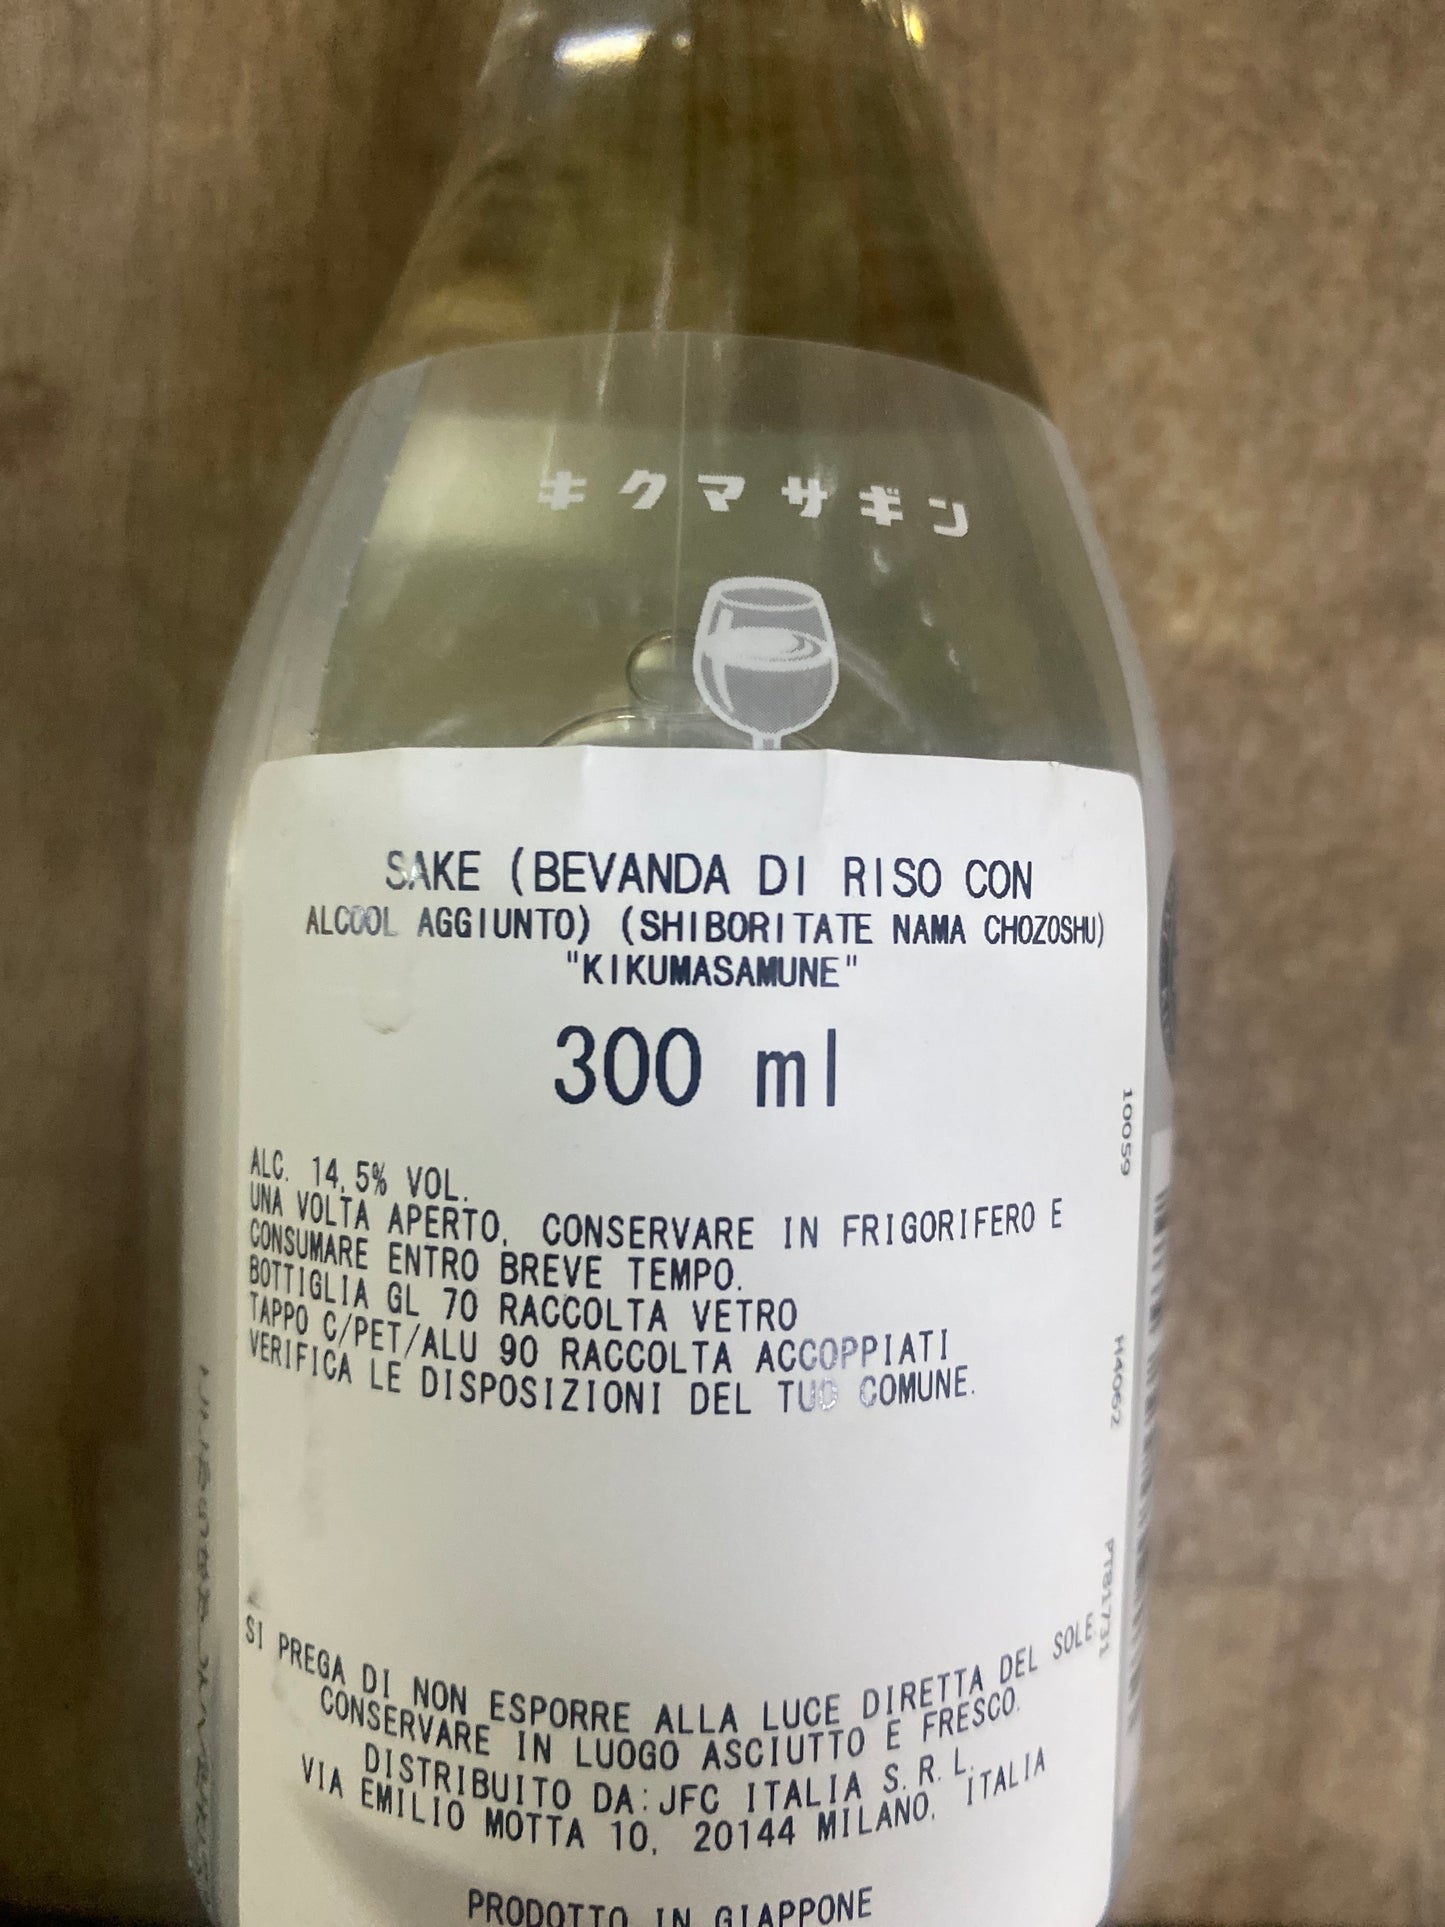 キクマサギン
SAKE (BEVANDA DI RISO CON
ALCOOL AGGIUNTO) (SHIBORITATE NAMA CHOZOSHU)
"KIKUMASAMUNE"
300 ml
ALC. 14,5% VOL.
UNA VOLTA APERTO, CONSERVARE IN FRIGORIFERO E
CONSUMARE ENTRO BREVE TEMPO.
BOTTIGLIA GL 70 RACCOLTA VETRO
TAPPO C/PET/ALU 90 RACCOLTA ACCOPPIATI
VERIFICA LE DISPOSIZIONI DEL TUO COMUNE.
SI PREGA DI NON ESPORRE ALLA LUCE DIRETTA DEL SOLE.
CONSERVARE IN LUOGO ASCIUTTO E FRESCO.
DISTRIBUITO DA:JFC ITALIA S.R.L.
VIA EMILIO MOTTA 10, 20144 MILANO, ITALIA
PRODOTTO IN GIAPPONE
10059
H4062
PT81731